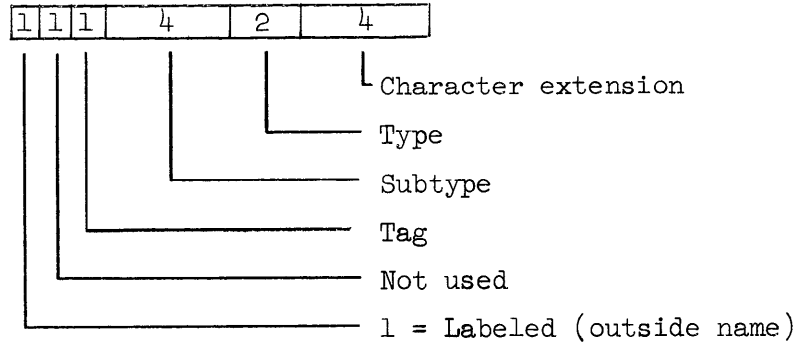 1 1 1 4 2 4
Character extension
Type
Subtype
Tag
Not used
1 = Labeled (outside name)